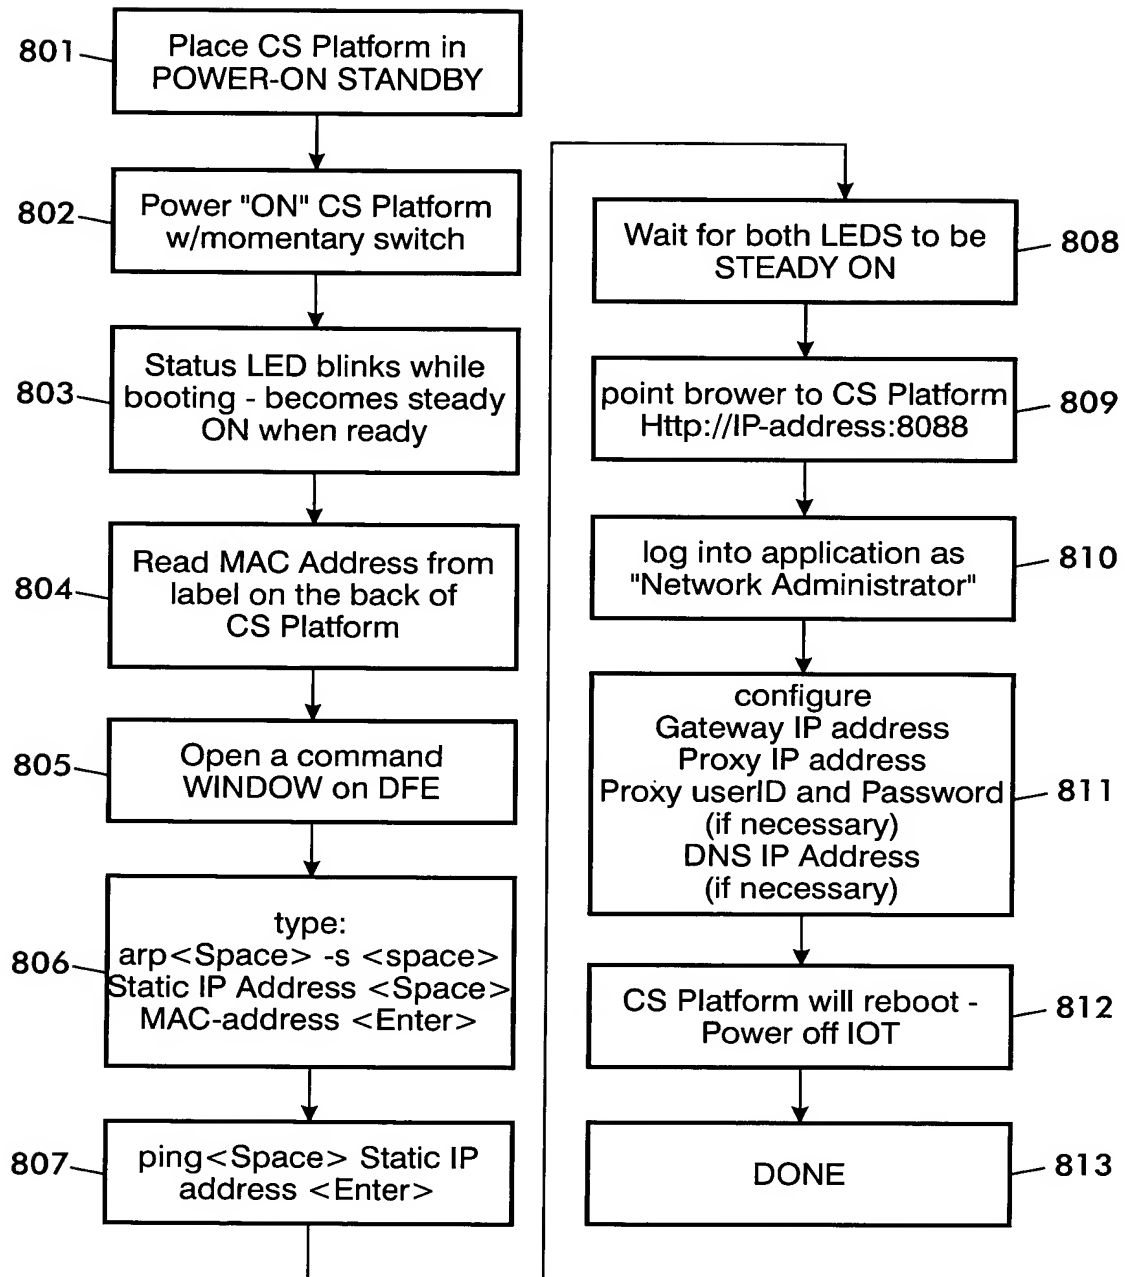 801
Place CS Platform in
POWER-ON STANDBY
802
Power "ON" CS Platform
w/momentary switch
803
Status LED blinks while
booting - becomes steady
ON when ready
804
Read MAC Address from
label on the back of
CS Platform
805
Open a command
WINDOW on DFE
806
type:
arp<Space> -s <space>
Static IP Address <Space>
MAC-address <Enter>
807
ping<Space> Static IP
address <Enter>
Wait for both LEDS to be
STEADY ON
808
point brower to CS Platform
Http://IP-address:8088
809
log into application as
"Network Administrator"
810
configure
Gateway IP address
Proxy IP address
Proxy userID and Password
(if necessary)
DNS IP Address
(if necessary)
811
CS Platform will reboot -
Power off IOT
812
DONE
813